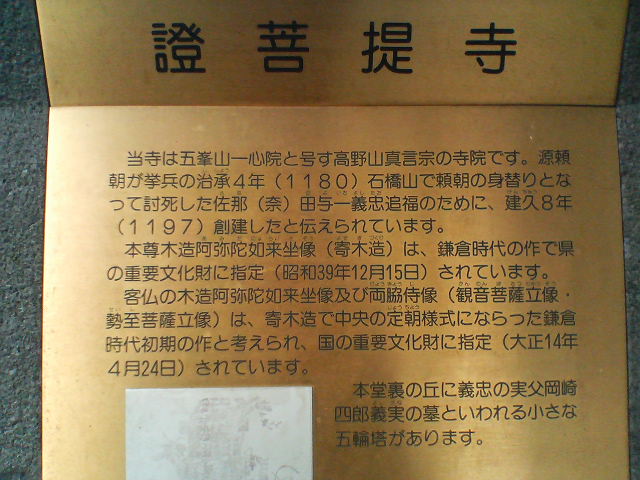 證菩提寺
当寺は五峯山一心院と号す高野山真言宗の寺院です。源頼
朝が挙兵の治承4年（1180）石橋山で頼朝の身替りとな
って討死した佐那（奈）田与一義忠追福のために、建久8年
（1197）創建したと伝えられています。
本尊木造阿弥陀如来坐像（寄木造）は、鎌倉時代の作で県
の重要文化財に指定（昭和39年12月15日）されています。
客仏の木造阿弥陀如来坐像及び両脇侍像（観音菩薩立像・
勢至菩薩立像）は、寄木造で中央の定朝様式にならった鎌倉
時代初期の作と考えられ、国の重要文化財に指定（大正14年
4月24日）されています。
本堂裏の丘に義忠の実父岡崎
四郎義実の墓といわれる小さな
五輪塔があります。